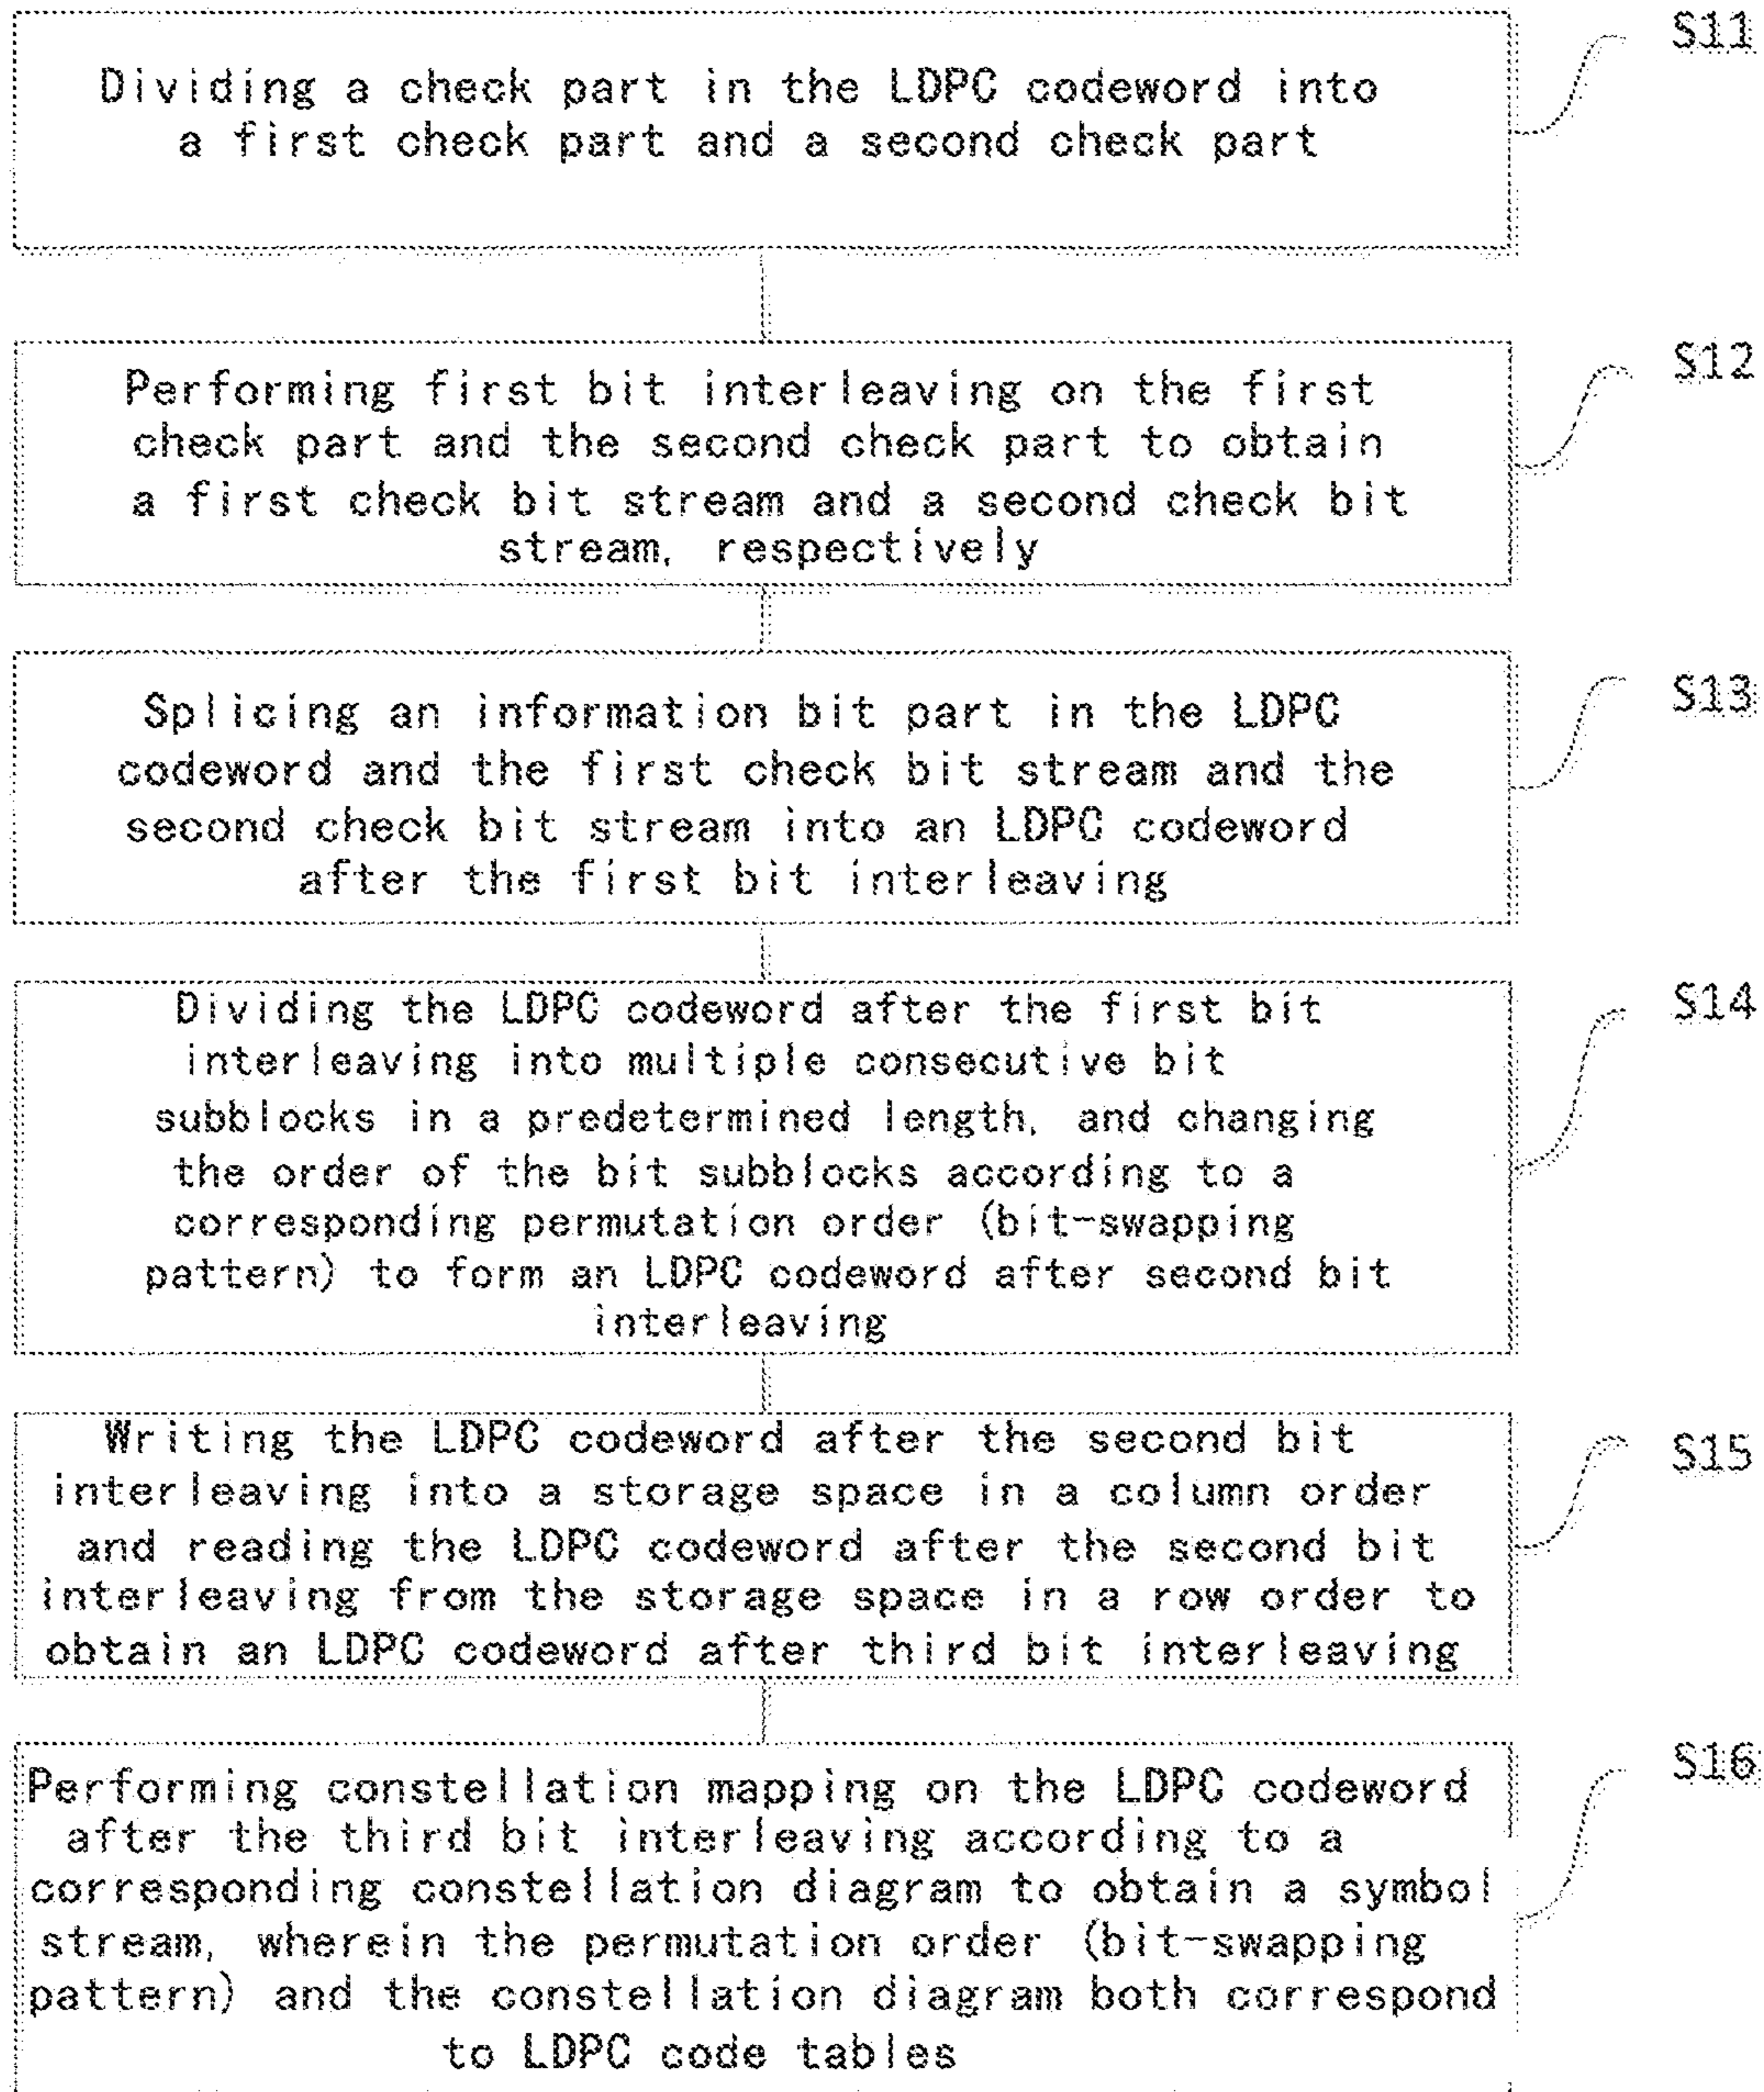 Dividing a check part in the LDPC codeword into
a first check part and a second check part
S11
Performing first bit interleaving on the first
check part and the second check part to obtain
a first check bit stream and a second check bit
stream, respectively
S12
Splicing an information bit part in the LDPC
codeword and the first check bit stream and the
second check bit stream into an LDPC codeword
after the first bit interleaving
S13
Dividing the LDPC codeword after the first bit
interleaving into multiple consecutive bit
subblocks in a predetermined length, and changing
the order of the bit subblocks according to a
corresponding permutation order (bit-swapping
pattern) to form an LDPC codeword after second bit
interleaving
S14
Writing the LDPC codeword after the second bit
interleaving into a storage space in a column order
and reading the LDPC codeword after the second bit
interleaving from the storage space in a row order to
obtain an LDPC codeword after third bit interleaving
S15
Performing constellation mapping on the LDPC codeword
after the third bit interleaving according to a
corresponding constellation diagram to obtain a symbol
stream, wherein the permutation order (bit-swapping
pattern) and the constellation diagram both correspond
to LDPC code tables
S16